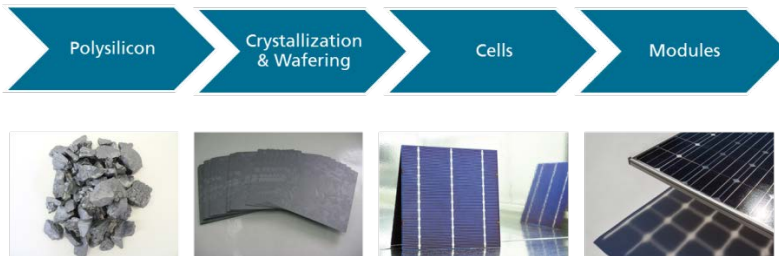 Polysilicon
Crystallization
& Wafering
Cells
Modules